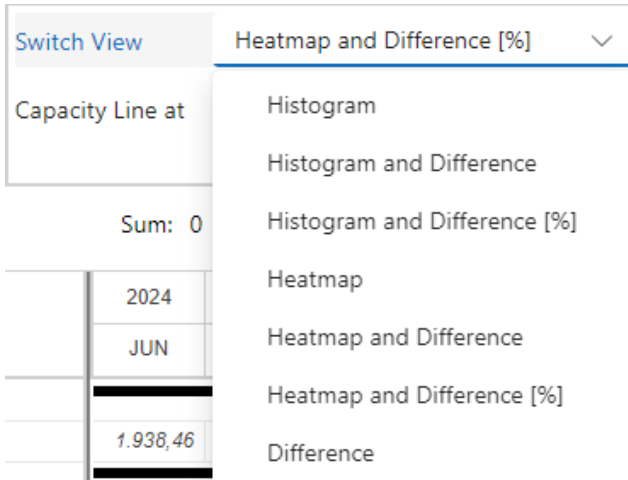 Switch View
Heatmap and Difference [%]
Capacity Line at
Histogram
Histogram and Difference
Histogram and Difference [%]
Heatmap
Heatmap and Difference
Heatmap and Difference [%]
Difference
Sum: 0
2024
JUN
1.938,46